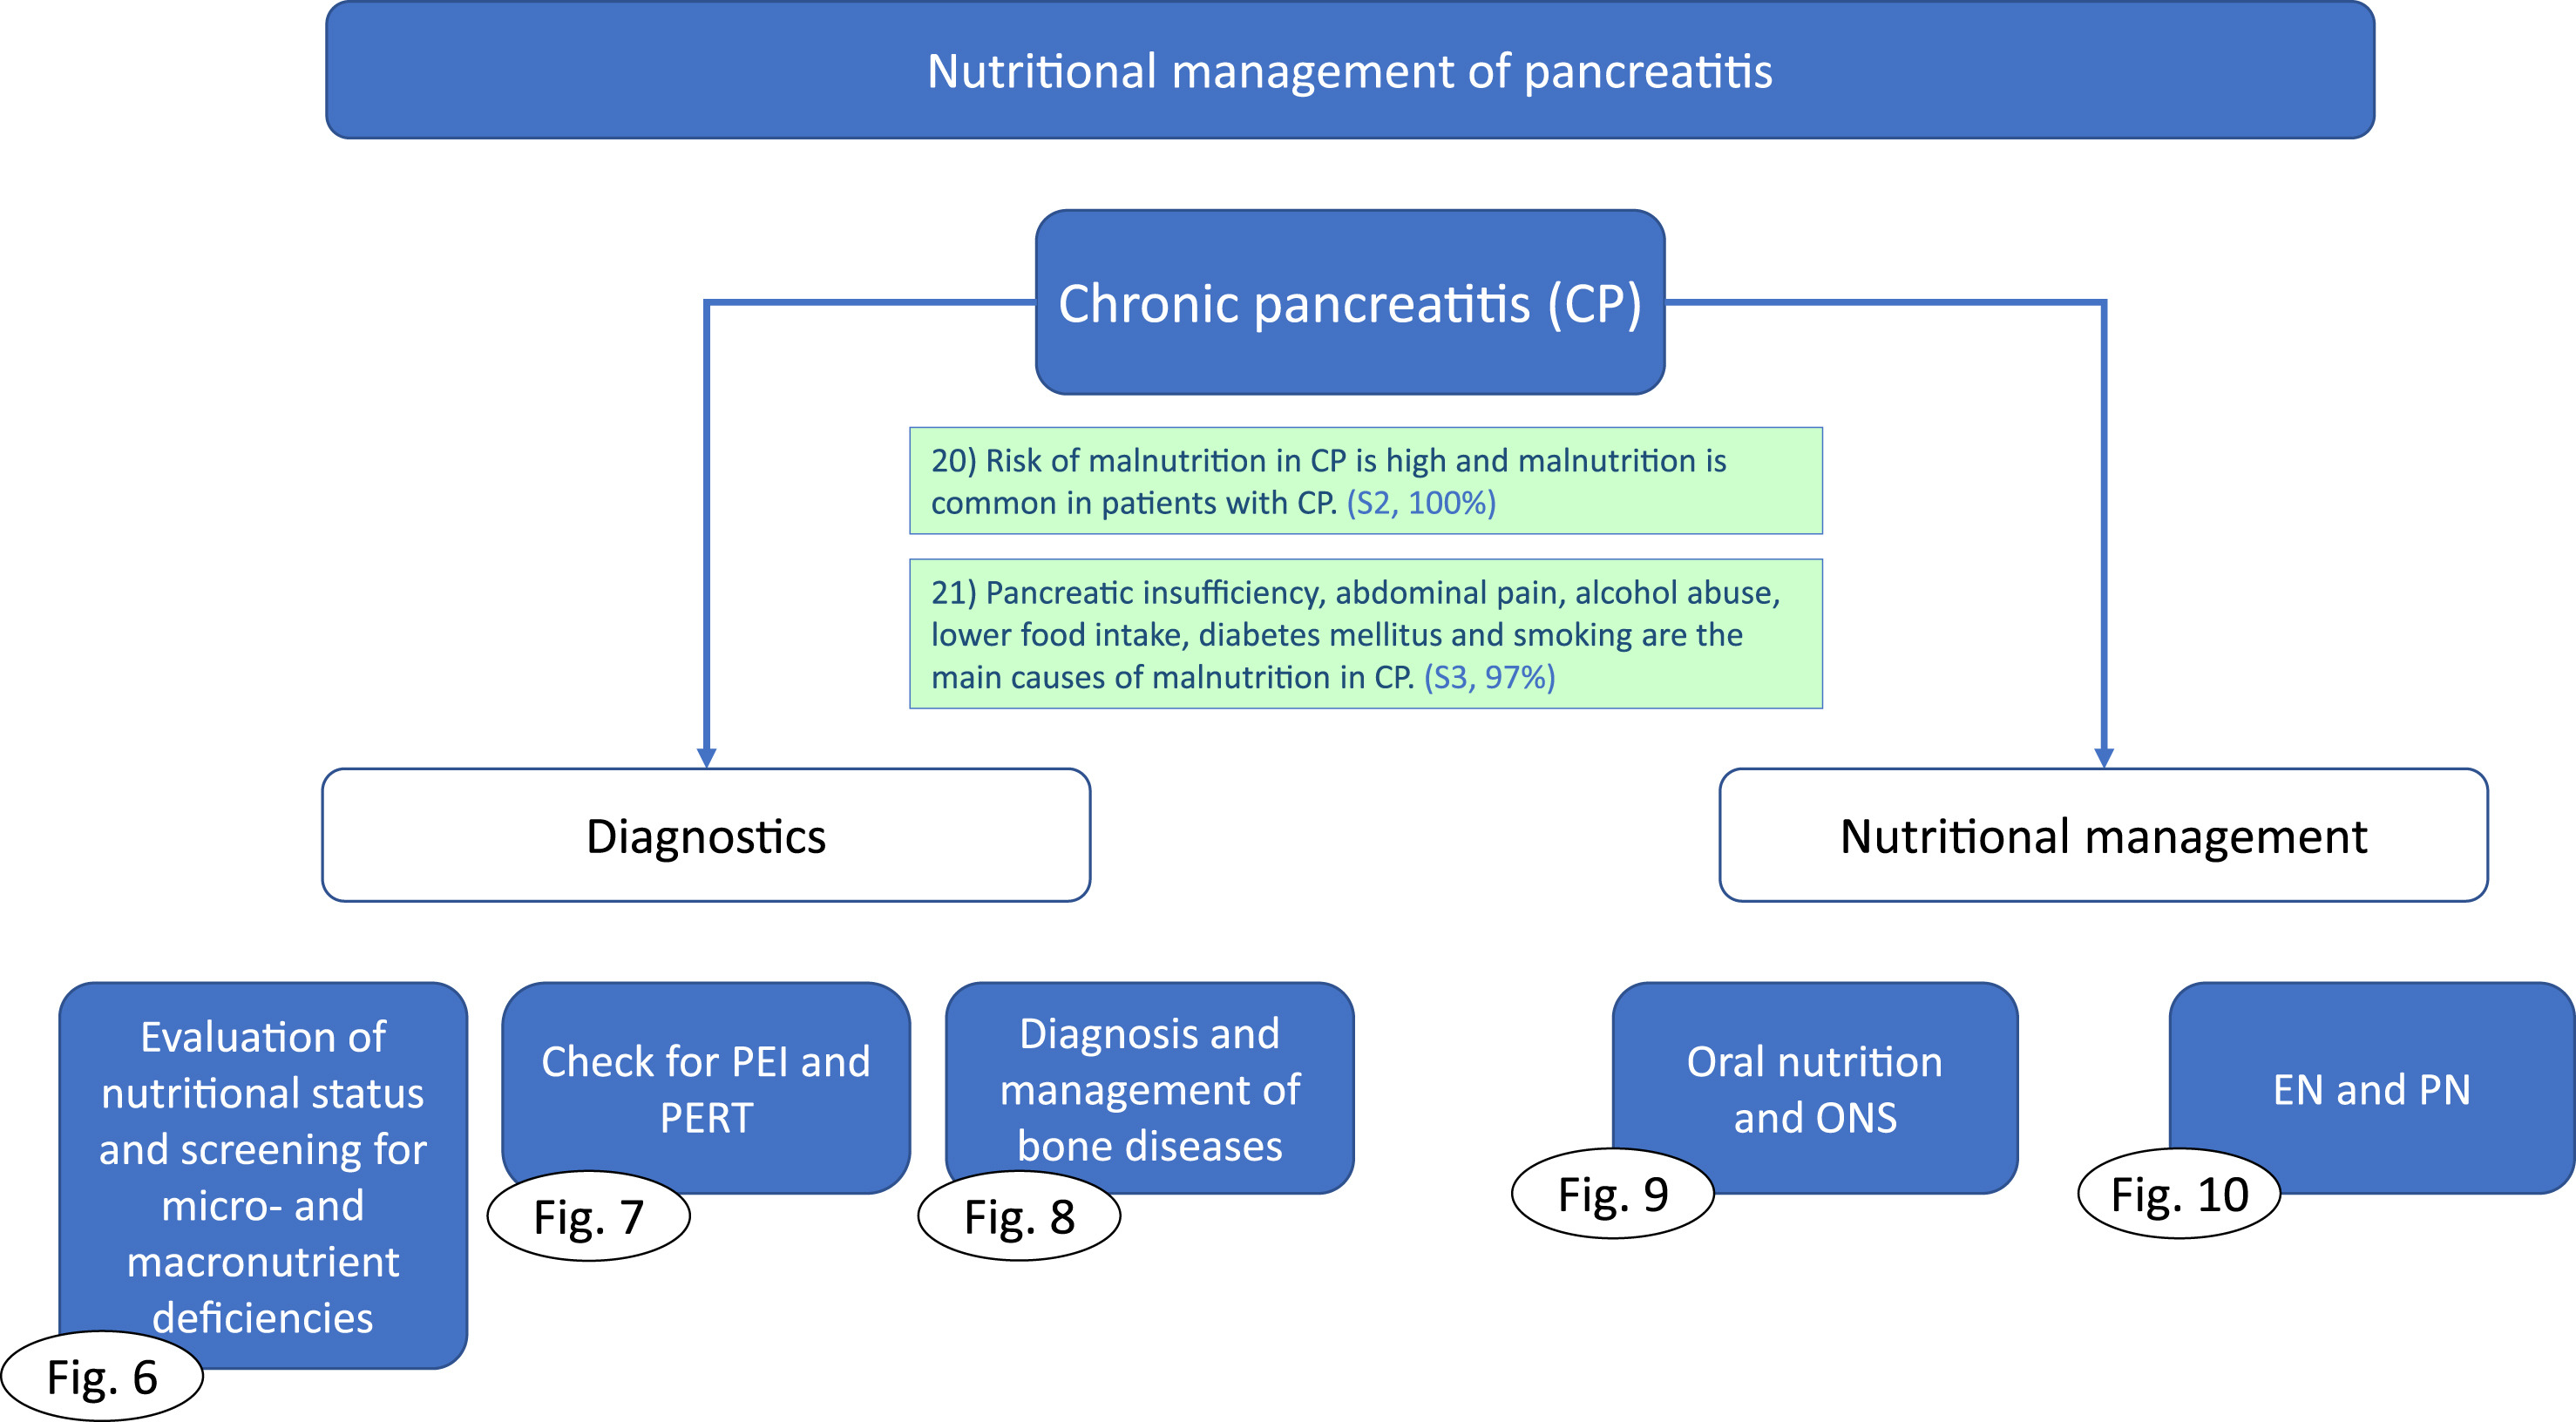 Nutritional management of pancreatitis
Chronic pancreatitis (CP)
20) Risk of malnutrition in CP is high and malnutrition is
common in patients with CP. (S2, 100%)
21) Pancreatic insufficiency, abdominal pain, alcohol abuse,
lower food intake, diabetes mellitus and smoking are the
main causes of malnutrition in CP. (S3, 97%)
Diagnostics
Nutritional management
Evaluation of
nutritional status
and screening for
micro- and
macronutrient
deficiencies
Fig. 6
Check for PEI and
PERT
Fig. 7
Diagnosis and
management of
bone diseases
Fig. 8
Oral nutrition
and ONS
Fig. 9
EN and PN
Fig. 10